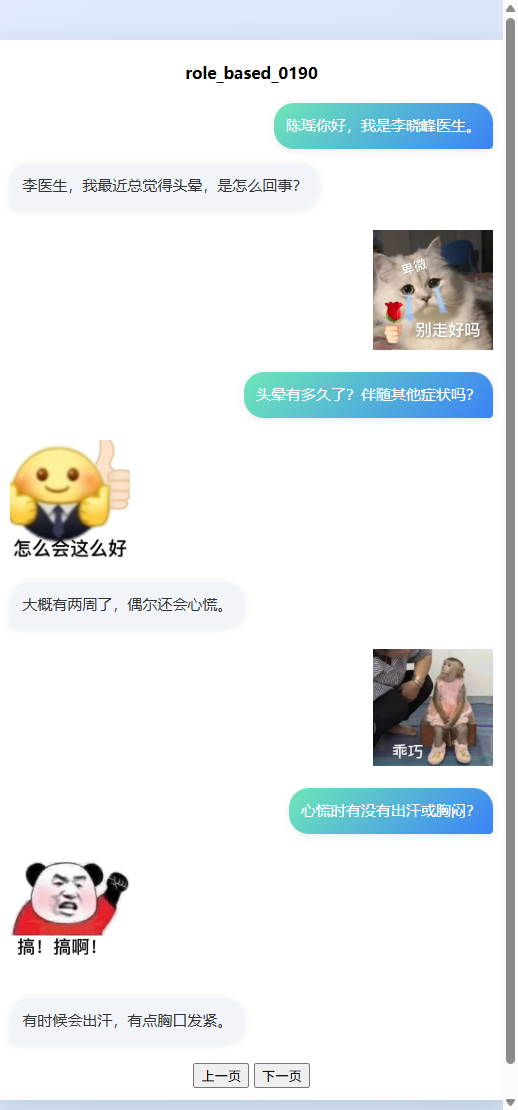 role_based_0190
陈瑶你好，我是李晓峰医生。
李医生，我最近总觉得头晕，是怎么回事？
卑微
别走好吗
头晕有多久了？伴随其他症状吗？
怎么会这么好
大概有两周了，偶尔还会心慌。
乖巧
心慌时有没有出汗或胸闷？
搞！搞啊！
有时候会出汗，有点胸口发紧。
上一页 下一页